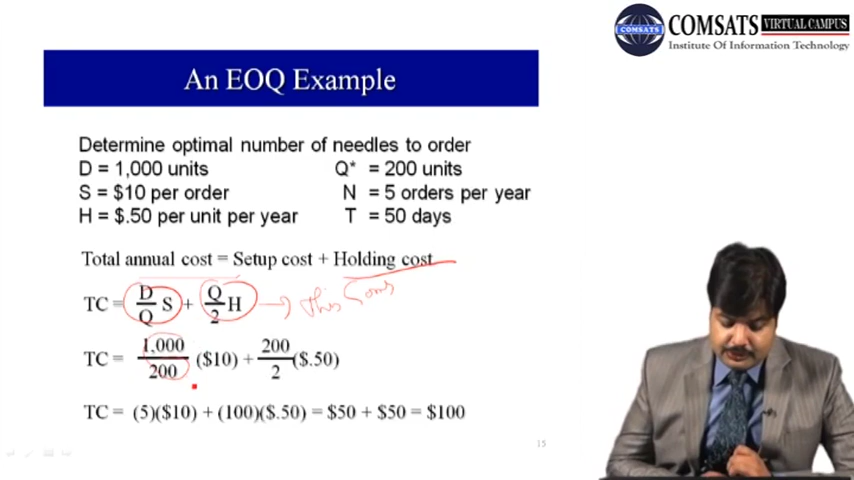 COMSATS VIRTUAL CAMPUS
COMSATS
Institute Of Information Technology
An EOQ Example
Determine optimal number of needles to order
D = 1,000 units Q* = 200 units
S = $10 per order N = 5 orders per year
H = $.50 per unit per year T = 50 days
Total annual cost = Setup cost + Holding cost
TC = D/Q S + Q/2 H → This
TC = 1,000/200 ($10) + 200/2 ($.50)
TC = (5)($10) + (100)($.50) = $50 + $50 = $100
15